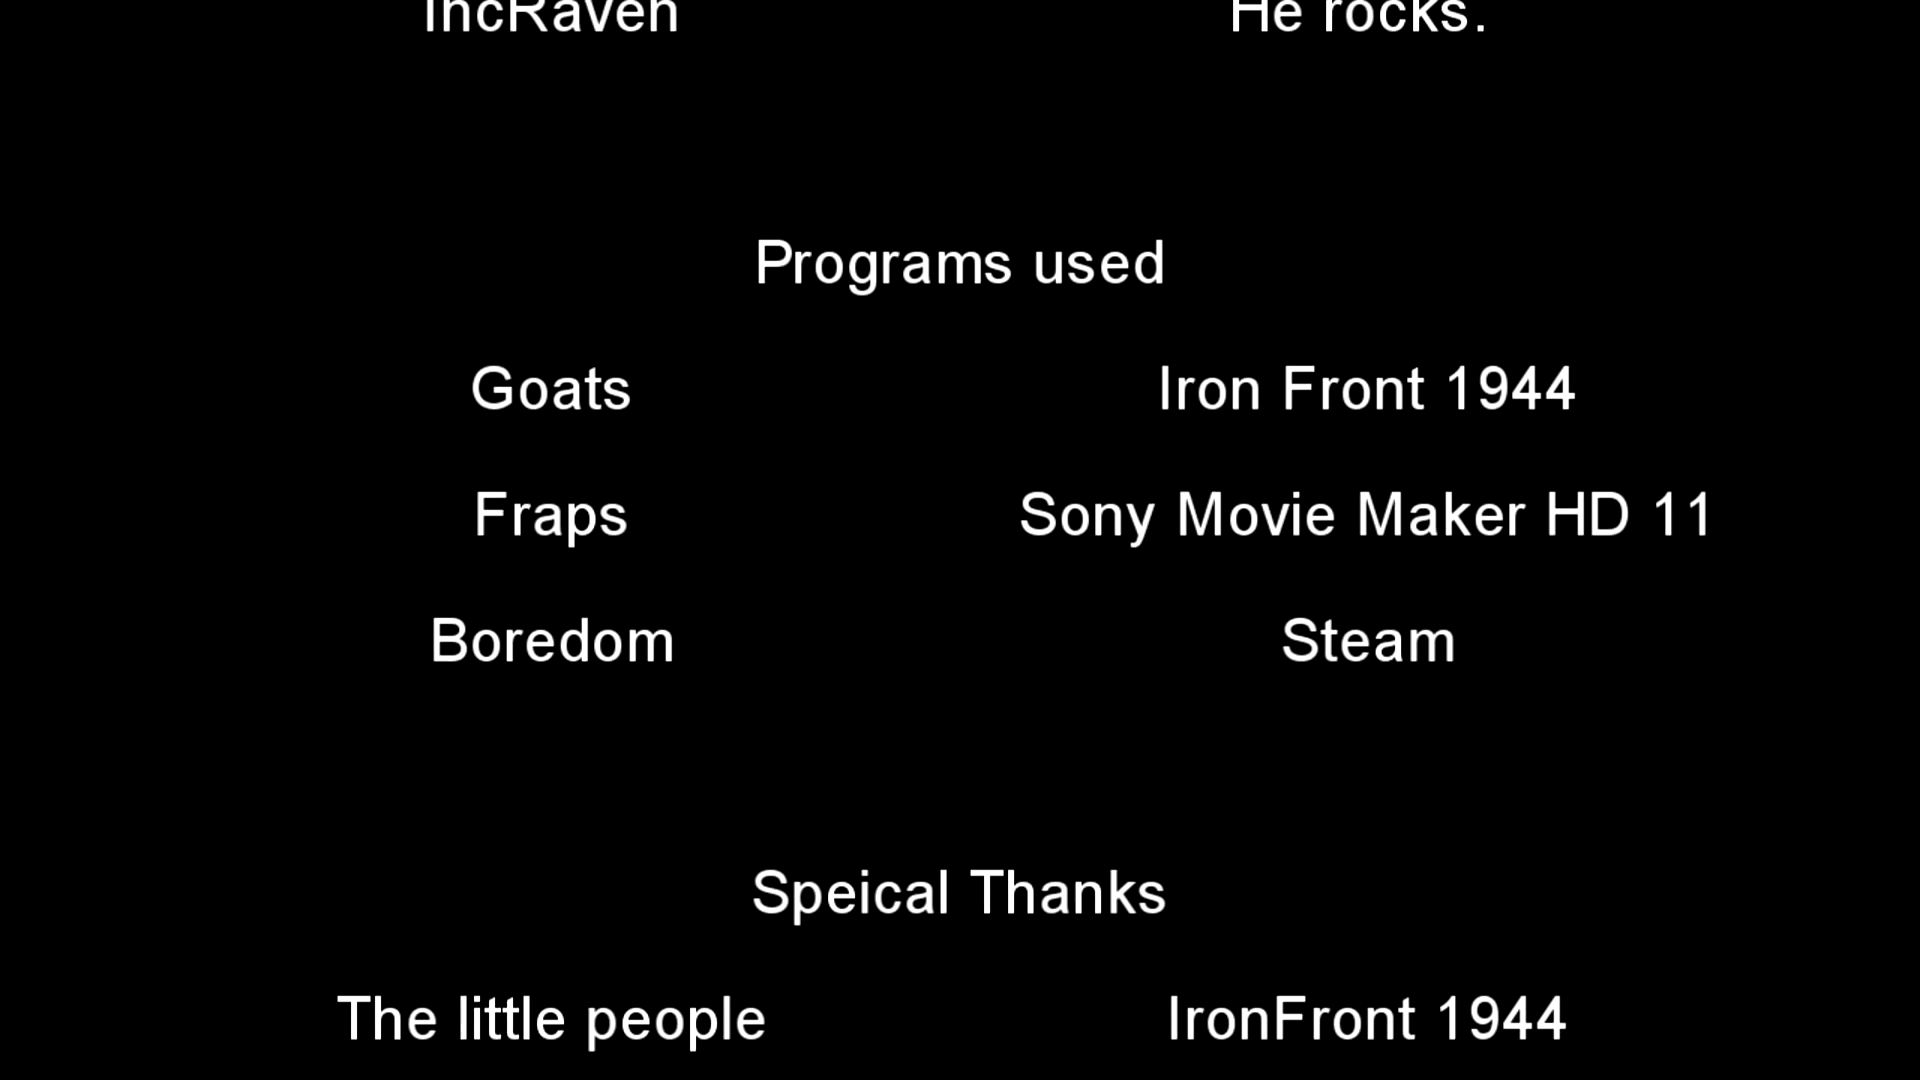 IncRaven He rocks.
Programs used
Goats Iron Front 1944
Fraps Sony Movie Maker HD 11
Boredom Steam
Speical Thanks
The little people IronFront 1944